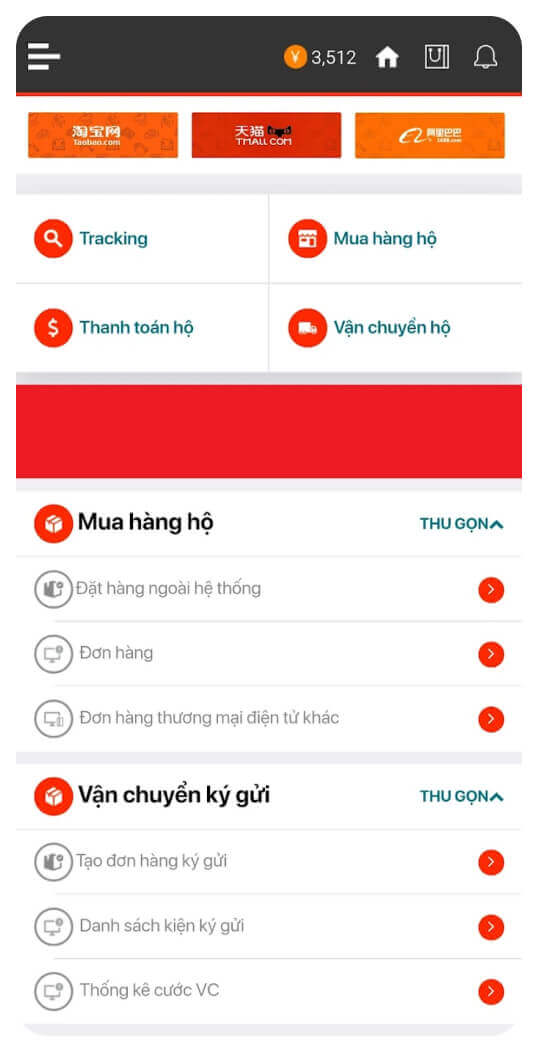 ¥ 3,512
淘宝网
Taobao.com
天猫
TMALL.COM
阿里巴巴
1688.com
Tracking
Mua hàng hộ
$
Thanh toán hộ
Vận chuyển hộ
Mua hàng hộ
THU GỌN
Đặt hàng ngoài hệ thống
Đơn hàng
Đơn hàng thương mại điện tử khác
Vận chuyển ký gửi
THU GỌN
Tạo đơn hàng ký gửi
Danh sách kiện ký gửi
Thống kê cước VC